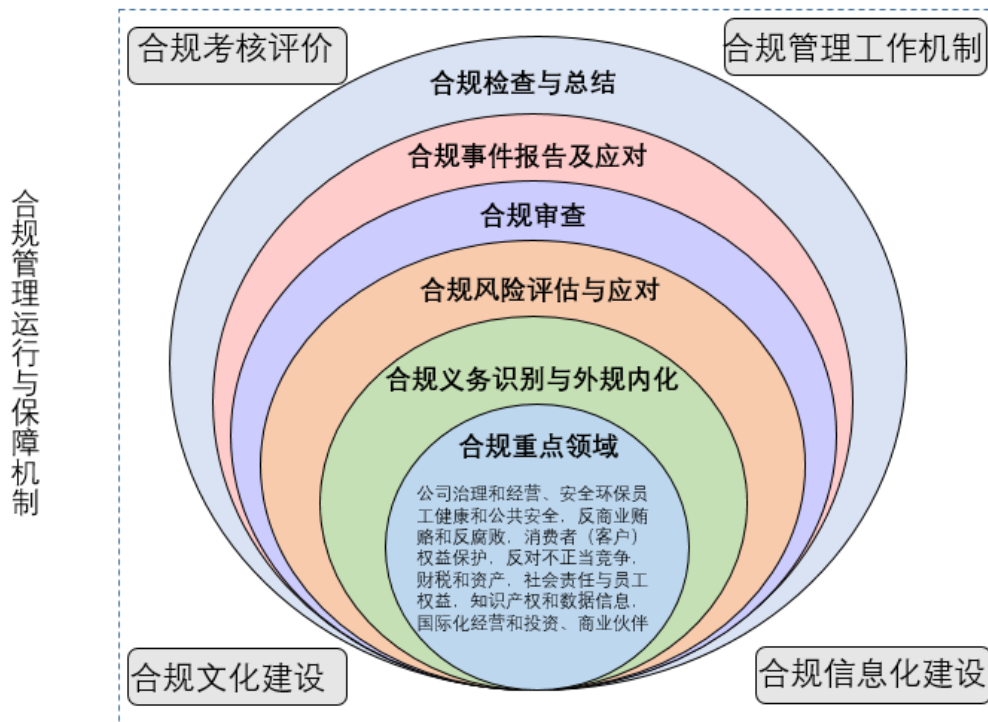 合规考核评价
合规管理工作机制
合规检查与总结
合规事件报告及应对
合规审查
合规风险评估与应对
合规义务识别与外规内化
合规重点领域
公司治理和经营、安全环保员
工健康和公共安全，反商业贿
赂和反腐败，消费者（客户）
权益保护，反对不正当竞争，
财税和资产，社会责任与员工
权益，知识产权和数据信息，
国际化经营和投资、商业伙伴
合规文化建设
合规信息化建设
合规管理运行与保障机制